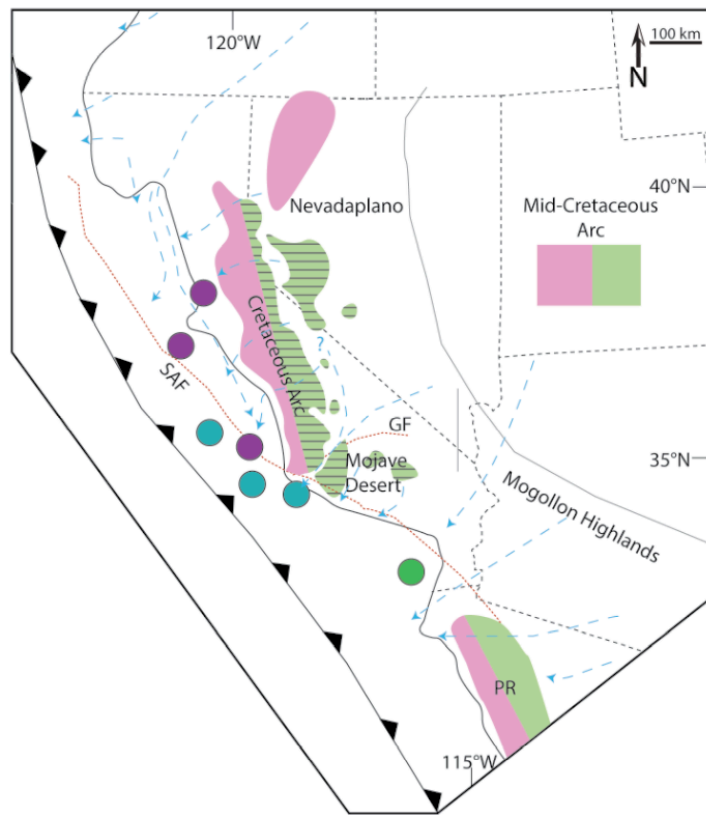 120°W
100 km
N
40°N
Nevadaplano
Mid-Cretaceous
Arc
Cretaceous Arc
?
SAF
GF
35°N
Mojave
Desert
Mogollon Highlands
PR
115°W